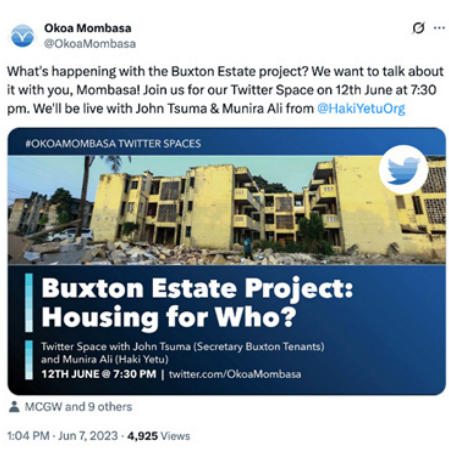 Okoa Mombasa
@OkoaMombasa
What's happening with the Buxton Estate project? We want to talk about
it with you, Mombasa! Join us for our Twitter Space on 12th June at 7:30
pm. We'll be live with John Tsuma & Munira Ali from @HakiYetuOrg
#OKOAMOMBASA TWITTER SPACES
Buxton Estate Project:
Housing for Who?
Twitter Space with John Tsuma (Secretary Buxton Tenants)
and Munira Ali (Haki Yetu)
12TH JUNE @ 7:30 PM | twitter.com/OkoaMombasa
MCGW and 9 others
1:04 PM · Jun 7, 2023 · 4,925 Views